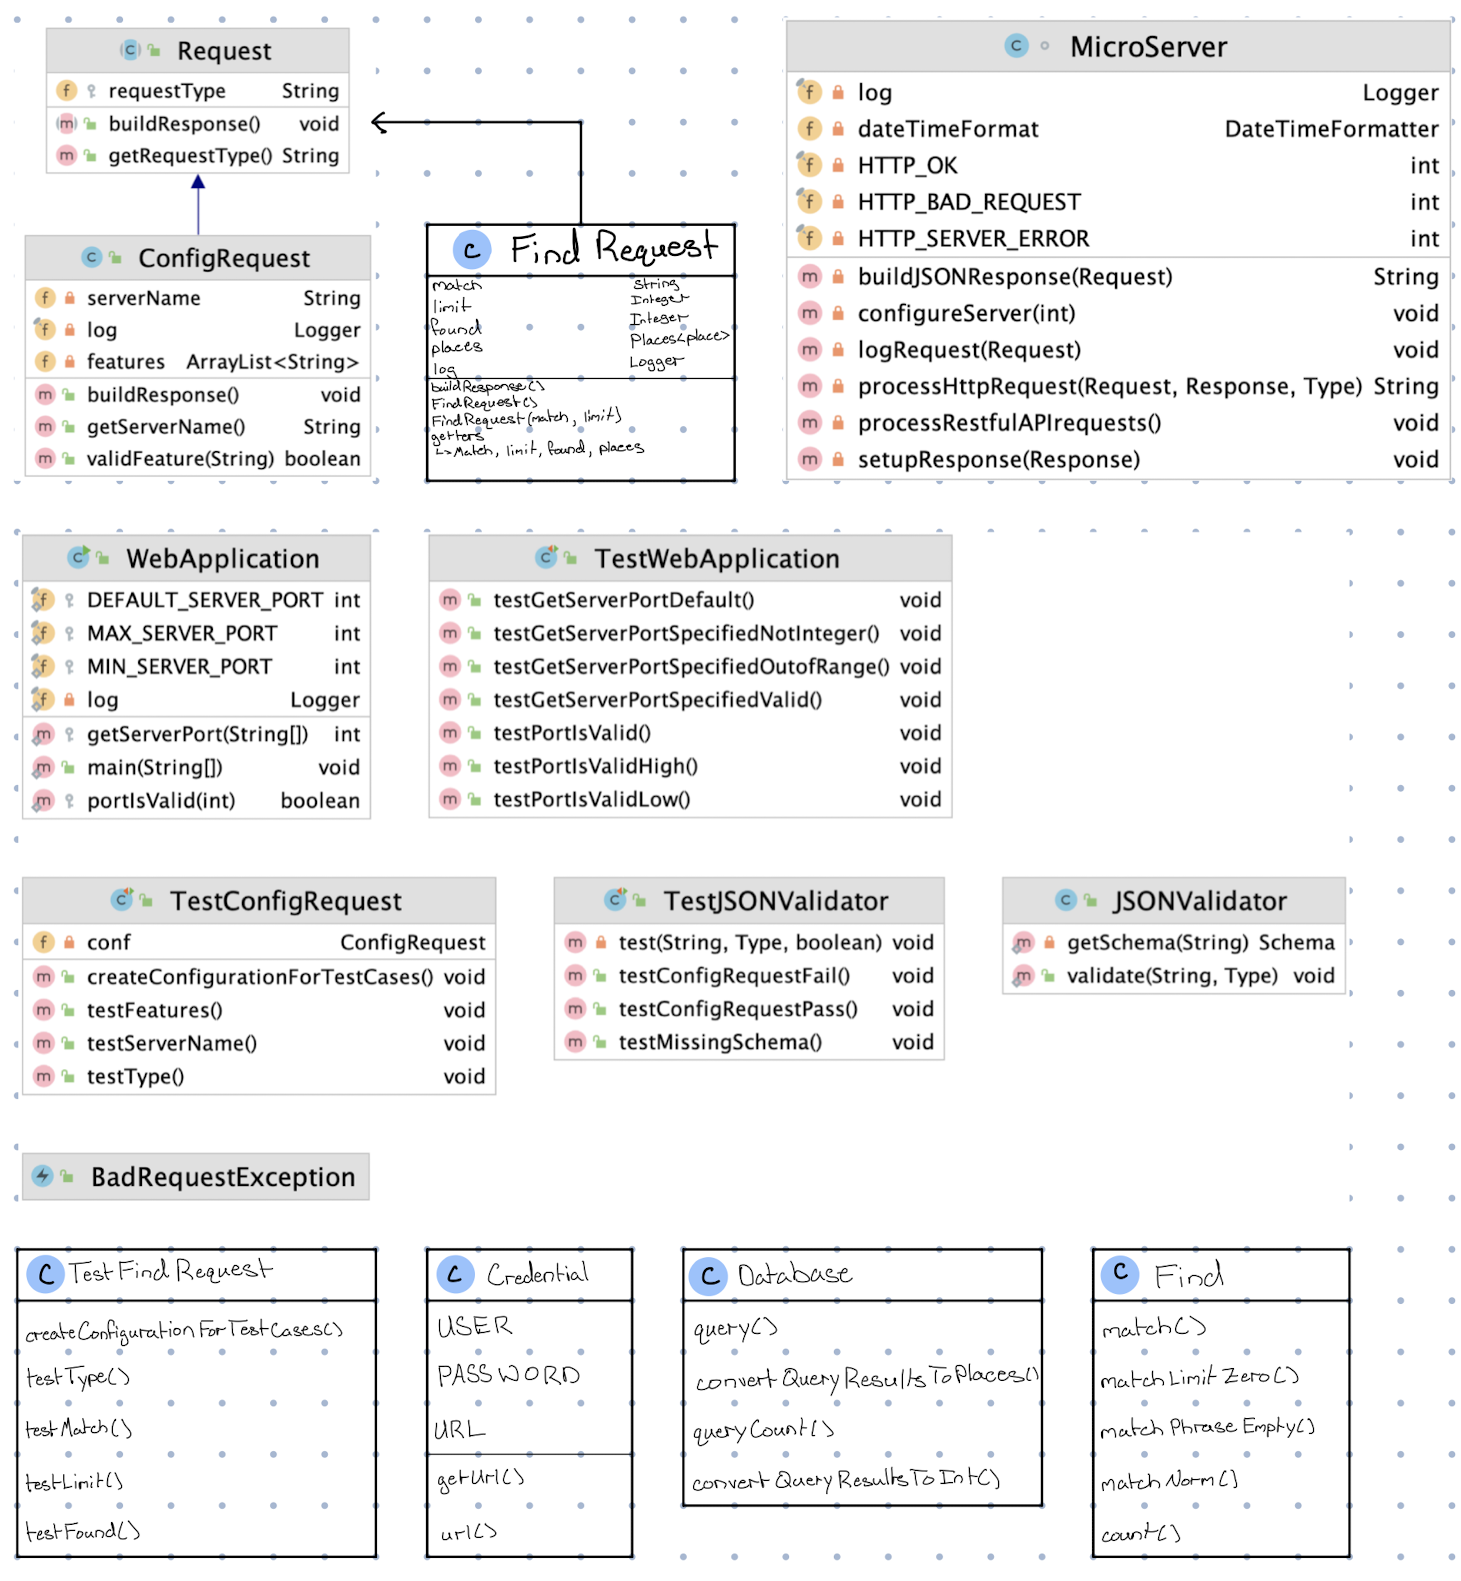 Request
requestType String
buildResponse() void
getRequestType() String
ConfigRequest
serverName String
log Logger
features ArrayList<String>
buildResponse() void
getServerName() String
validFeature(String) boolean
Find Request
match String
limit Integer
found Integer
places Places<place>
log Logger
buildResponse()
FindRequest()
FindRequest(match, limit)
getters
↳Match, limit, found, places
MicroServer
log Logger
dateTimeFormat DateTimeFormatter
HTTP_OK int
HTTP_BAD_REQUEST int
HTTP_SERVER_ERROR int
buildJSONResponse(Request) String
configureServer(int) void
logRequest(Request) void
processHttpRequest(Request, Response, Type) String
processRestfulAPIrequests() void
setupResponse(Response) void
WebApplication
DEFAULT_SERVER_PORT int
MAX_SERVER_PORT int
MIN_SERVER_PORT int
log Logger
getServerPort(String[]) int
main(String[]) void
portIsValid(int) boolean
TestWebApplication
testGetServerPortDefault() void
testGetServerPortSpecifiedNotInteger() void
testGetServerPortSpecifiedOutofRange() void
testGetServerPortSpecifiedValid() void
testPortIsValid() void
testPortIsValidHigh() void
testPortIsValidLow() void
TestConfigRequest
conf ConfigRequest
createConfigurationForTestCases() void
testFeatures() void
testServerName() void
testType() void
TestJSONValidator
test(String, Type, boolean) void
testConfigRequestFail() void
testConfigRequestPass() void
testMissingSchema() void
JSONValidator
getSchema(String) Schema
validate(String, Type) void
BadRequestException
C Test Find Request
createConfigurationForTestCases()
testType()
testMatch()
testLimit()
testFound()
C Credential
USER
PASSWORD
URL
getUrl()
url()
C Database
query()
convertQueryResultsToPlaces()
queryCount()
convertQueryResultsToInt()
C Find
match()
matchLimitZero()
matchPhraseEmpty()
matchNorm()
count()